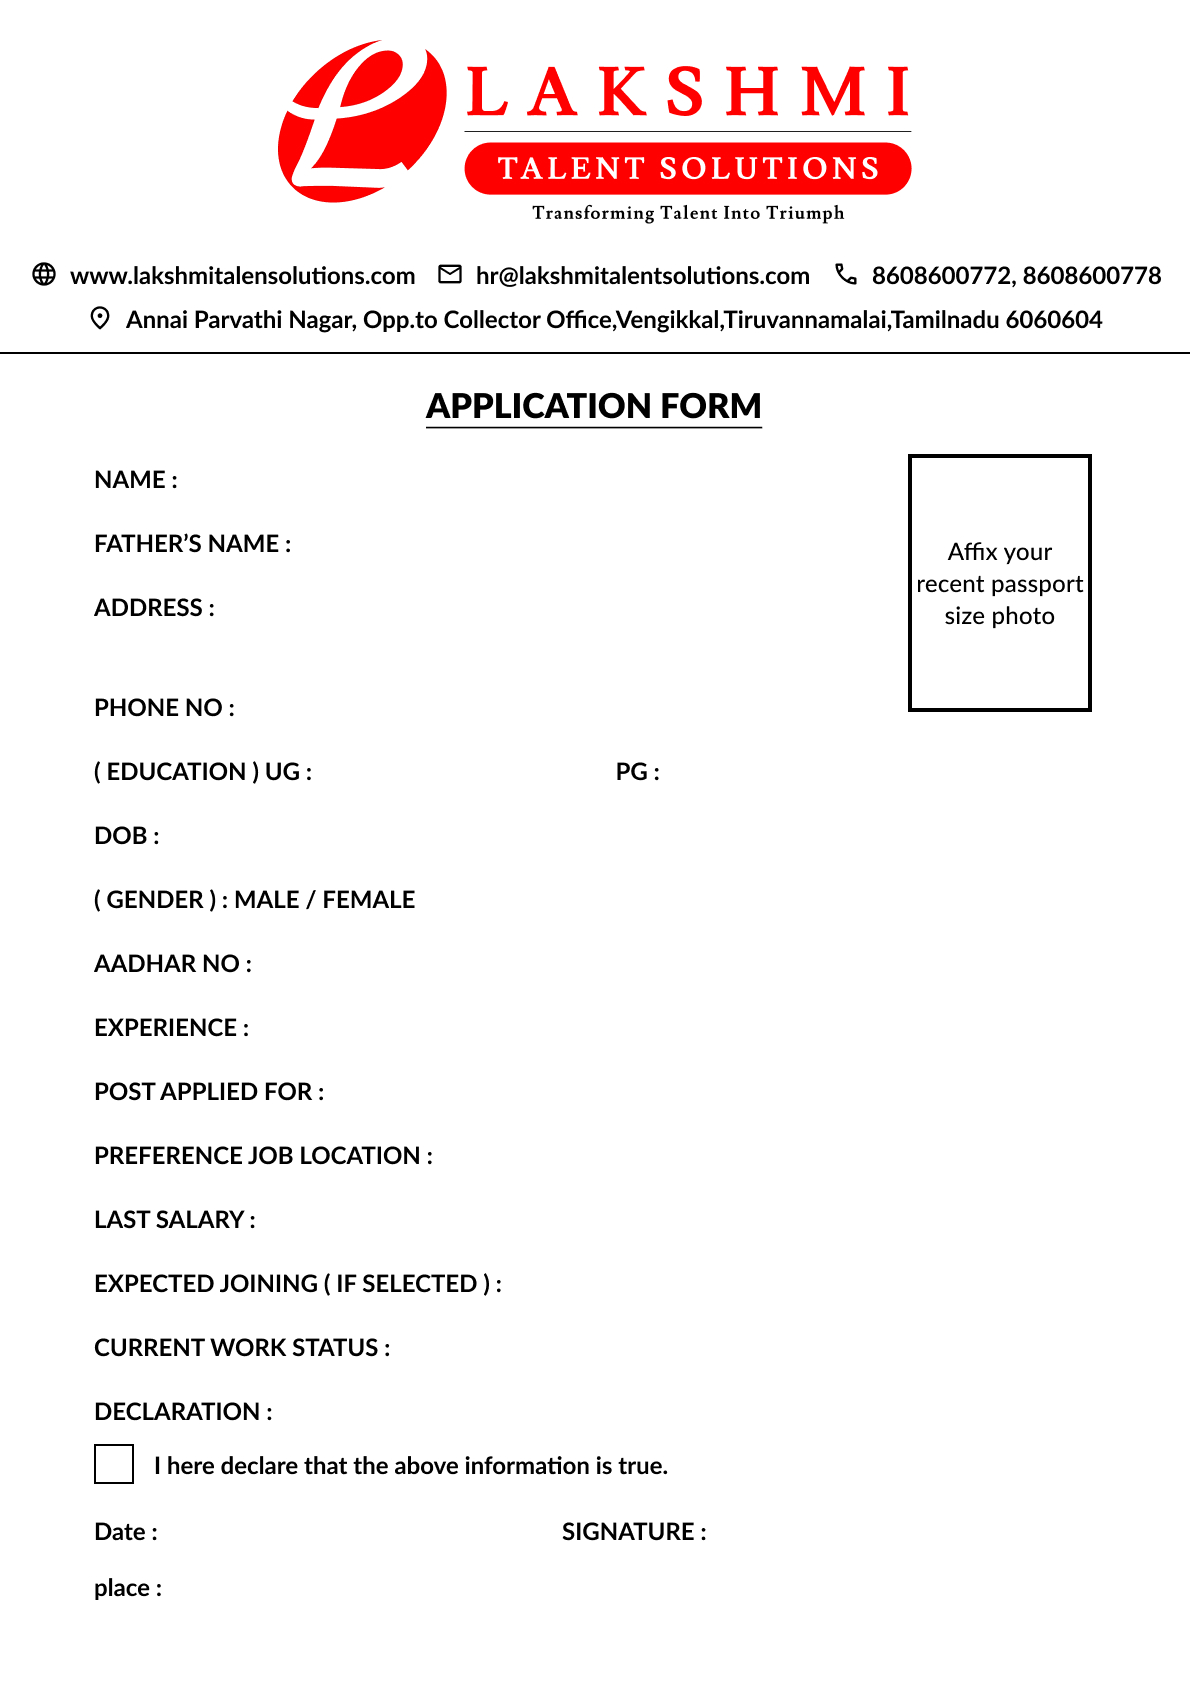 LAKSHMI
TALENT SOLUTIONS
Transforming Talent Into Triumph
www.lakshmitalensolutions.com hr@lakshmitalentsolutions.com 8608600772, 8608600778
Annai Parvathi Nagar, Opp.to Collector Office,Vengikkal,Tiruvannamalai,Tamilnadu 6060604
APPLICATION FORM
NAME :
FATHER’S NAME :
ADDRESS :
Affix your
recent passport
size photo
PHONE NO :
( EDUCATION ) UG : PG :
DOB :
( GENDER ) : MALE / FEMALE
AADHAR NO :
EXPERIENCE :
POST APPLIED FOR :
PREFERENCE JOB LOCATION :
LAST SALARY :
EXPECTED JOINING ( IF SELECTED ) :
CURRENT WORK STATUS :
DECLARATION :
I here declare that the above information is true.
Date : SIGNATURE :
place :